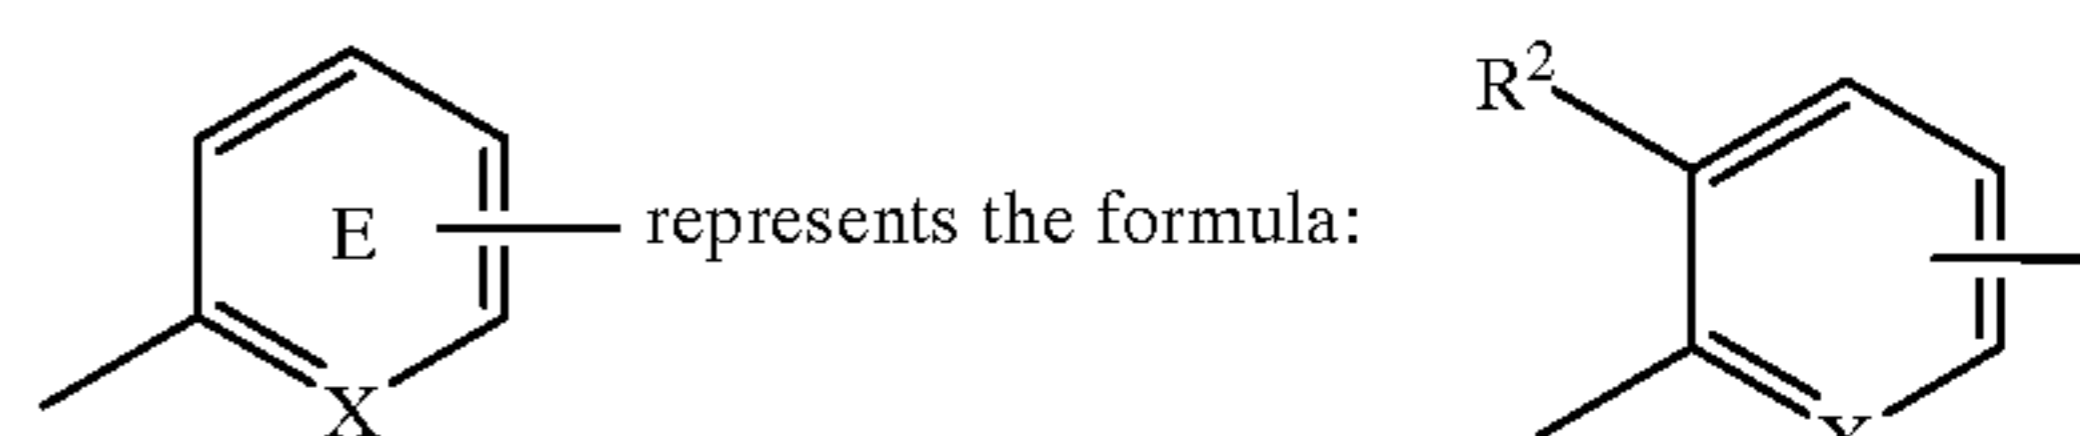 R²
E represents the formula:
X